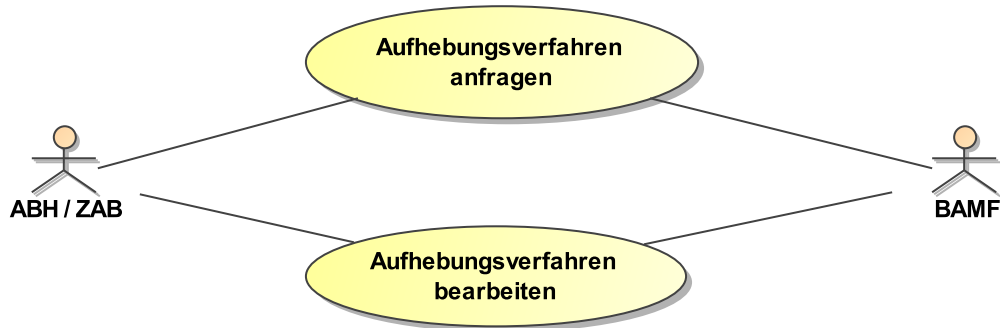 Aufhebungsverfahren
anfragen
ABH / ZAB
BAMF
Aufhebungsverfahren
bearbeiten